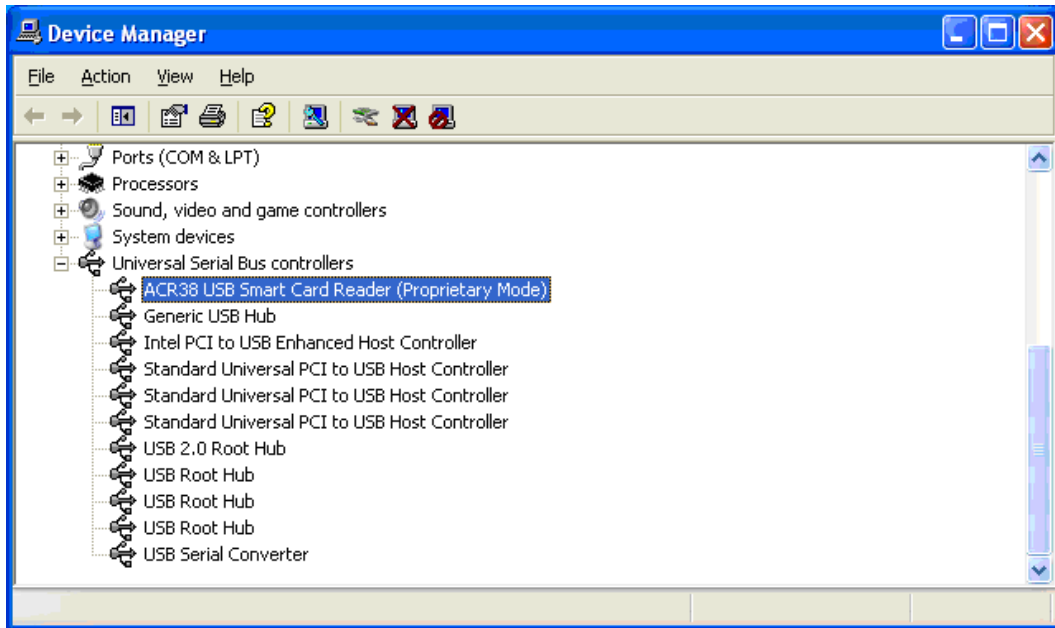 Device Manager
File Action View Help
Ports (COM & LPT)
Processors
Sound, video and game controllers
System devices
Universal Serial Bus controllers
ACR38 USB Smart Card Reader (Proprietary Mode)
Generic USB Hub
Intel PCI to USB Enhanced Host Controller
Standard Universal PCI to USB Host Controller
Standard Universal PCI to USB Host Controller
Standard Universal PCI to USB Host Controller
USB 2.0 Root Hub
USB Root Hub
USB Root Hub
USB Root Hub
USB Serial Converter